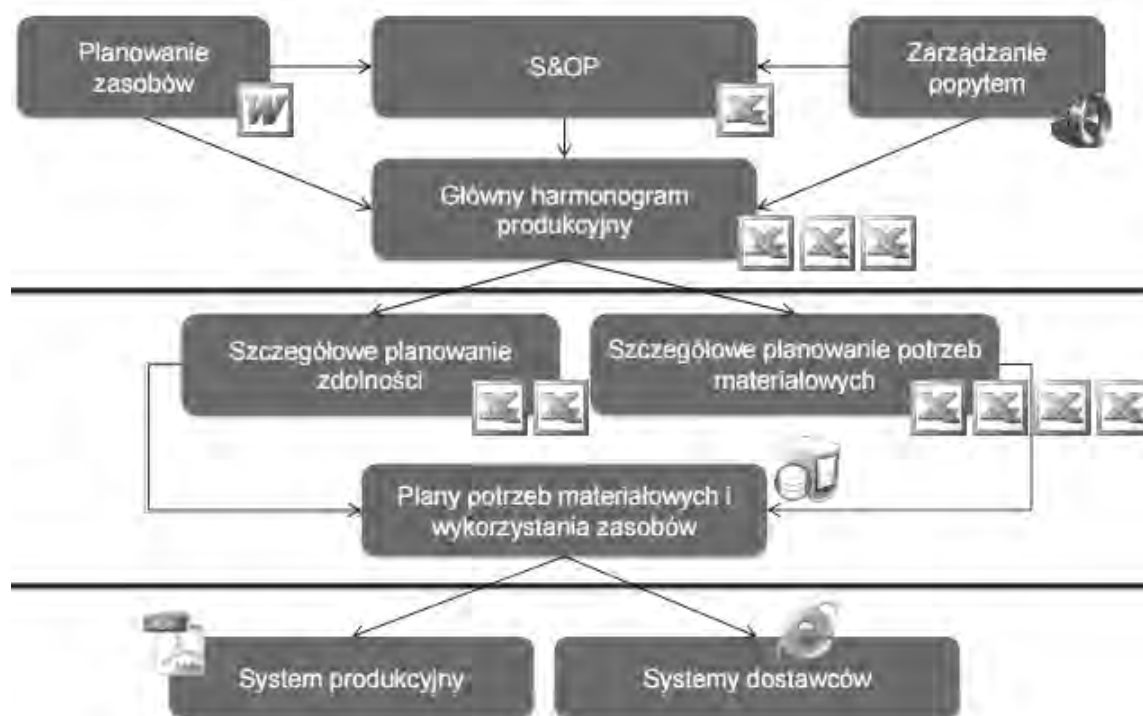 Planowanie
zasobów
S&OP
Zarządzanie
popytem
Główny harmonogram
produkcyjny
Szczegółowe planowanie
zdolności
Szczegółowe planowanie potrzeb
materiałowych
Plany potrzeb materiałowych i
wykorzystania zasobów
System produkcyjny
Systemy dostawców